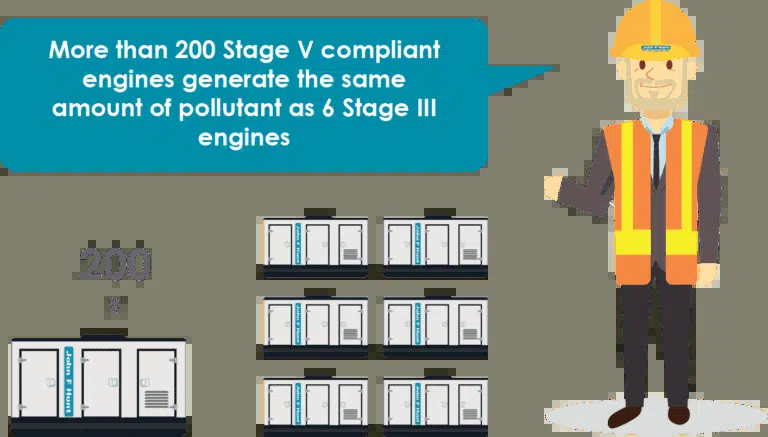 More than 200 Stage V compliant
engines generate the same
amount of pollutant as 6 Stage III
engines
200
x
John F Hunt
John F Hunt
John F Hunt
John F Hunt
John F Hunt
John F Hunt
John F Hunt